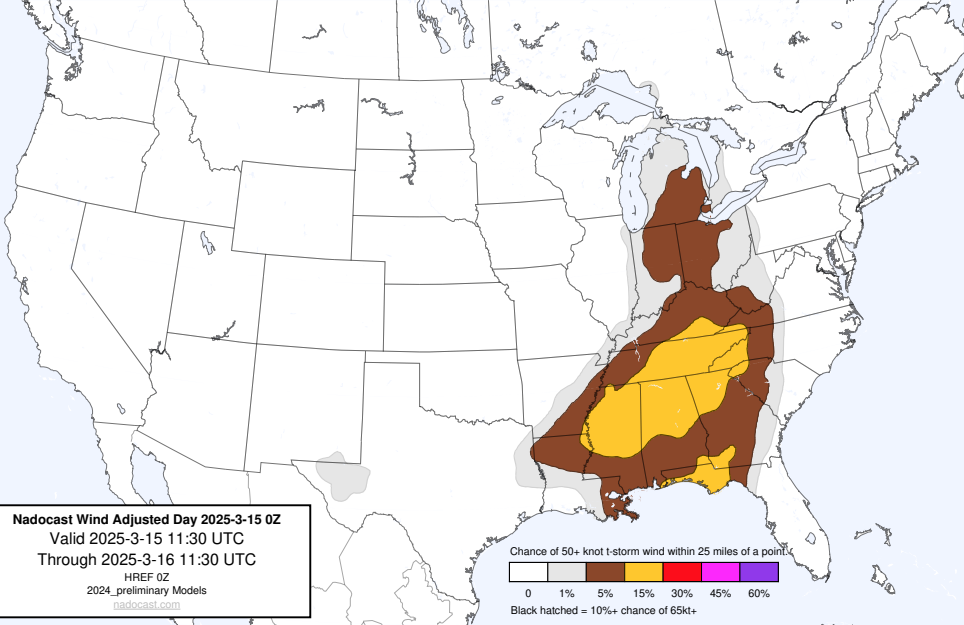 Nadocast Wind Adjusted Day 2025-3-15 0Z
Valid 2025-3-15 11:30 UTC
Through 2025-3-16 11:30 UTC
HREF 0Z
2024_preliminary Models
nadocast.com
Chance of 50+ knot t-storm wind within 25 miles of a point.
0 1% 5% 15% 30% 45% 60%
Black hatched = 10%+ chance of 65kt+